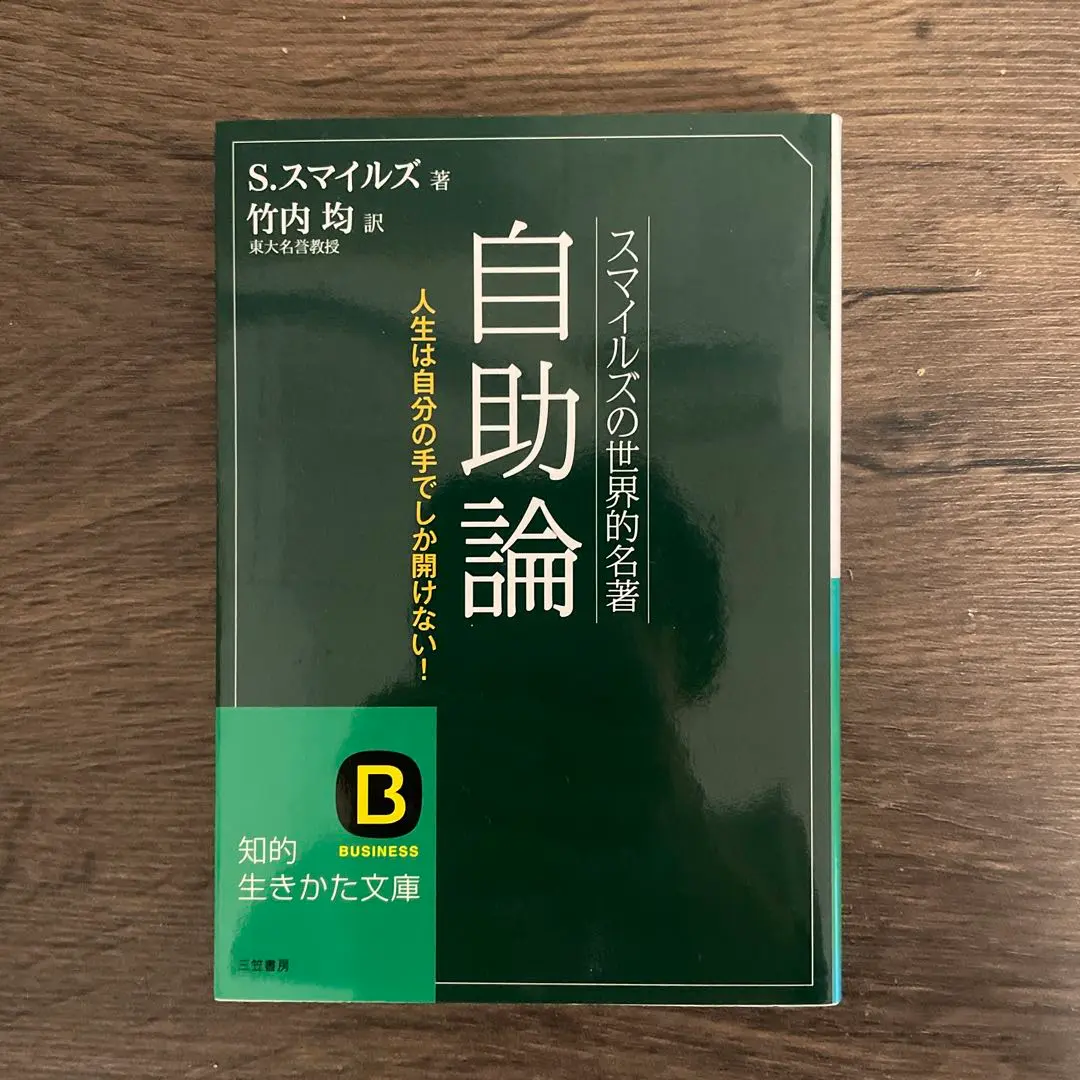 S.スマイルズ 著
竹内 均 訳
東大名誉教授
スマイルズの世界的名著
自助論
人生は自分の手でしか開けない!
B
BUSINESS
知的
生きかた文庫
三笠書房